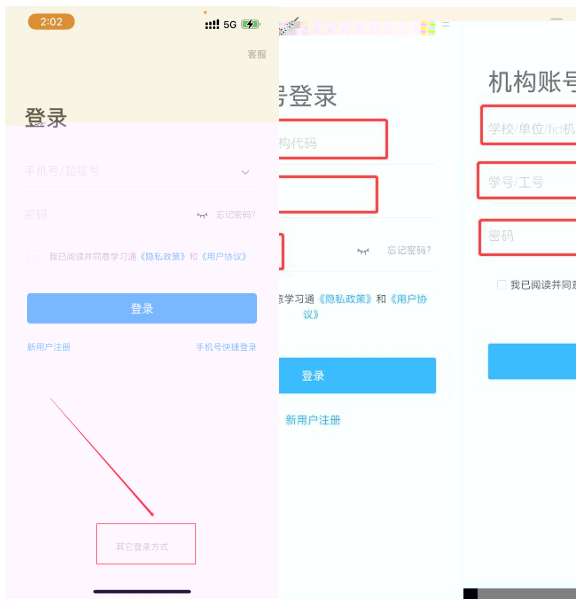 2:02
5G
客服
登录
手机号/超星号
密码
忘记密码?
我已阅读并同意学习通《隐私政策》和《用户协议》
登录
新用户注册
手机号快捷登录
其它登录方式
号登录
构代码
忘记密码?
意学习通《隐私政策》和《用户协
议》
登录
新用户注册
机构账号
学校/单位/fid机
学号/工号
密码
我已阅读并同意